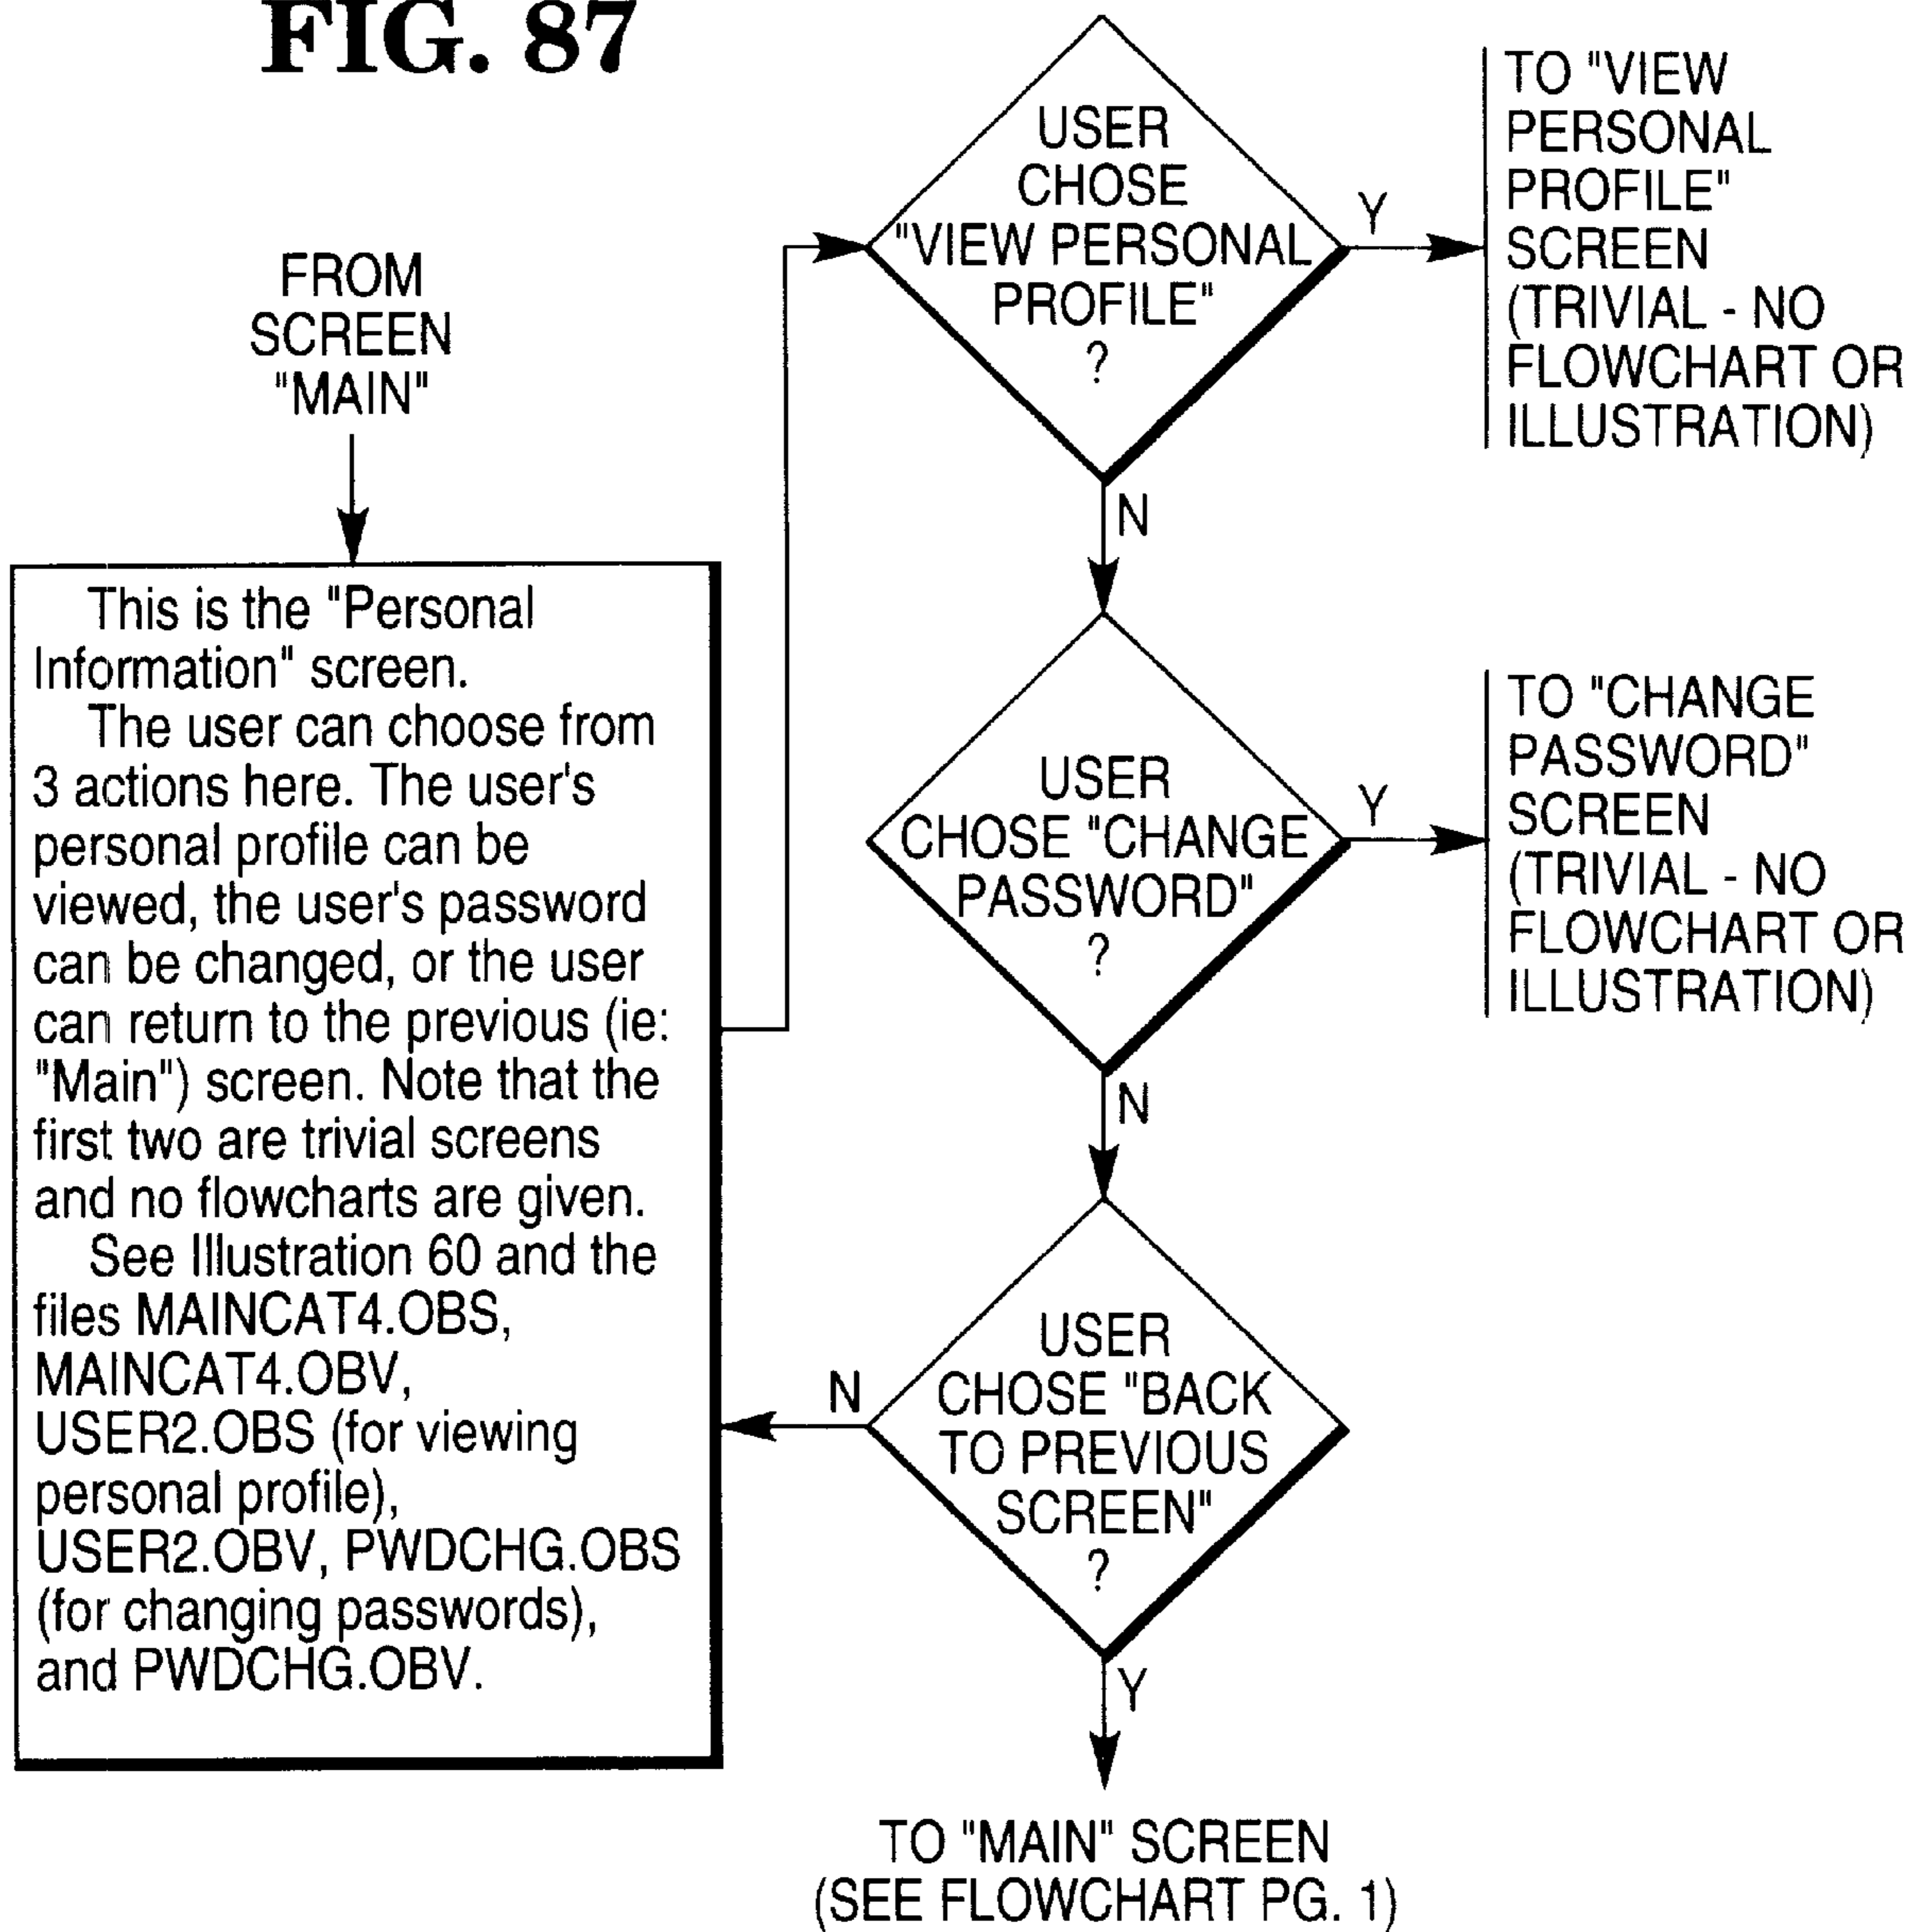 FIG. 87
FROM
SCREEN
"MAIN"
This is the "Personal
Information" screen.
The user can choose from
3 actions here. The user's
personal profile can be
viewed, the user's password
can be changed, or the user
can return to the previous (ie:
"Main") screen. Note that the
first two are trivial screens
and no flowcharts are given.
See Illustration 60 and the
files MAINCAT4.OBS,
MAINCAT4.OBV,
USER2.OBS (for viewing
personal profile),
USER2.OBV, PWDCHG.OBS
(for changing passwords),
and PWDCHG.OBV.
USER
CHOSE
"VIEW PERSONAL
PROFILE"
?
Y
TO "VIEW
PERSONAL
PROFILE"
SCREEN
(TRIVIAL - NO
FLOWCHART OR
ILLUSTRATION)
N
USER
CHOSE "CHANGE
PASSWORD"
?
Y
TO "CHANGE
PASSWORD"
SCREEN
(TRIVIAL - NO
FLOWCHART OR
ILLUSTRATION)
N
USER
CHOSE "BACK
TO PREVIOUS
SCREEN"
?
N
Y
TO "MAIN" SCREEN
(SEE FLOWCHART PG. 1)